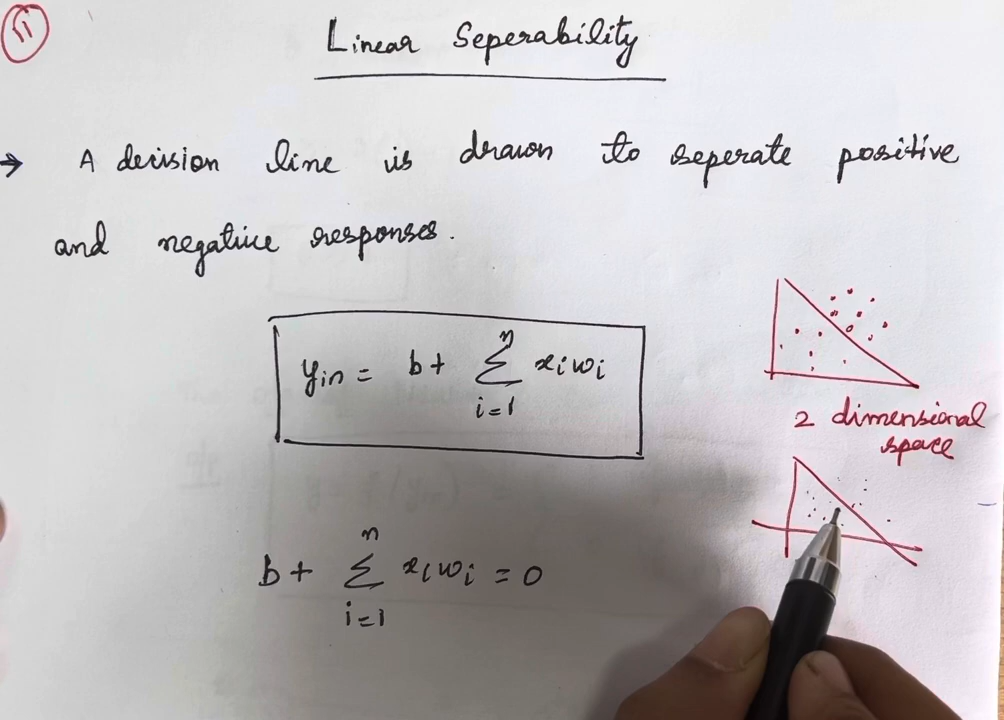 11
Linear Seperability
→ A decision line is drawn to seperate positive
and negative responses.
yin = b + n∑i=1 xiwi
2 dimensional
space
b + n∑i=1 xiwi = 0